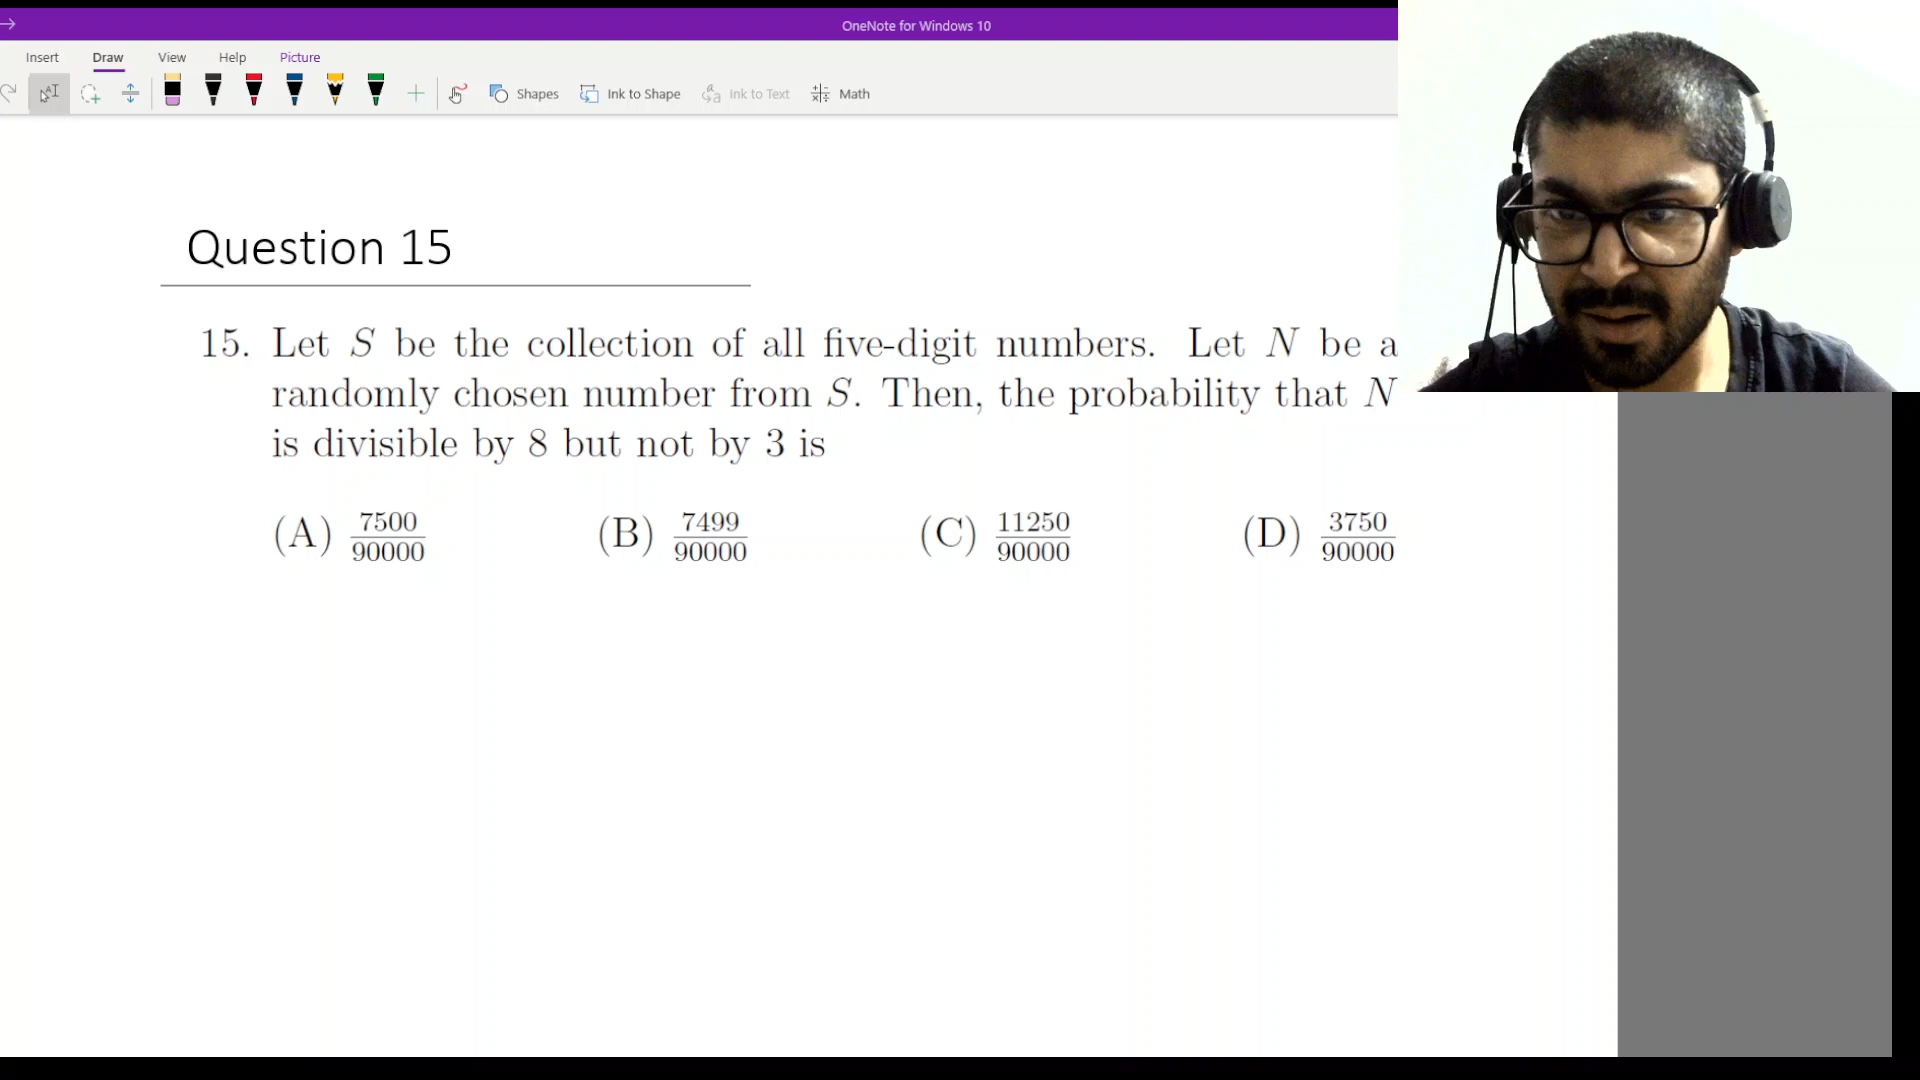 OneNote for Windows 10
Insert Draw View Help Picture
Shapes Ink to Shape Ink to Text Math
Question 15
15. Let S be the collection of all five-digit numbers. Let N be a
randomly chosen number from S. Then, the probability that N
is divisible by 8 but not by 3 is
(A) 7500/90000 (B) 7499/90000 (C) 11250/90000 (D) 3750/90000